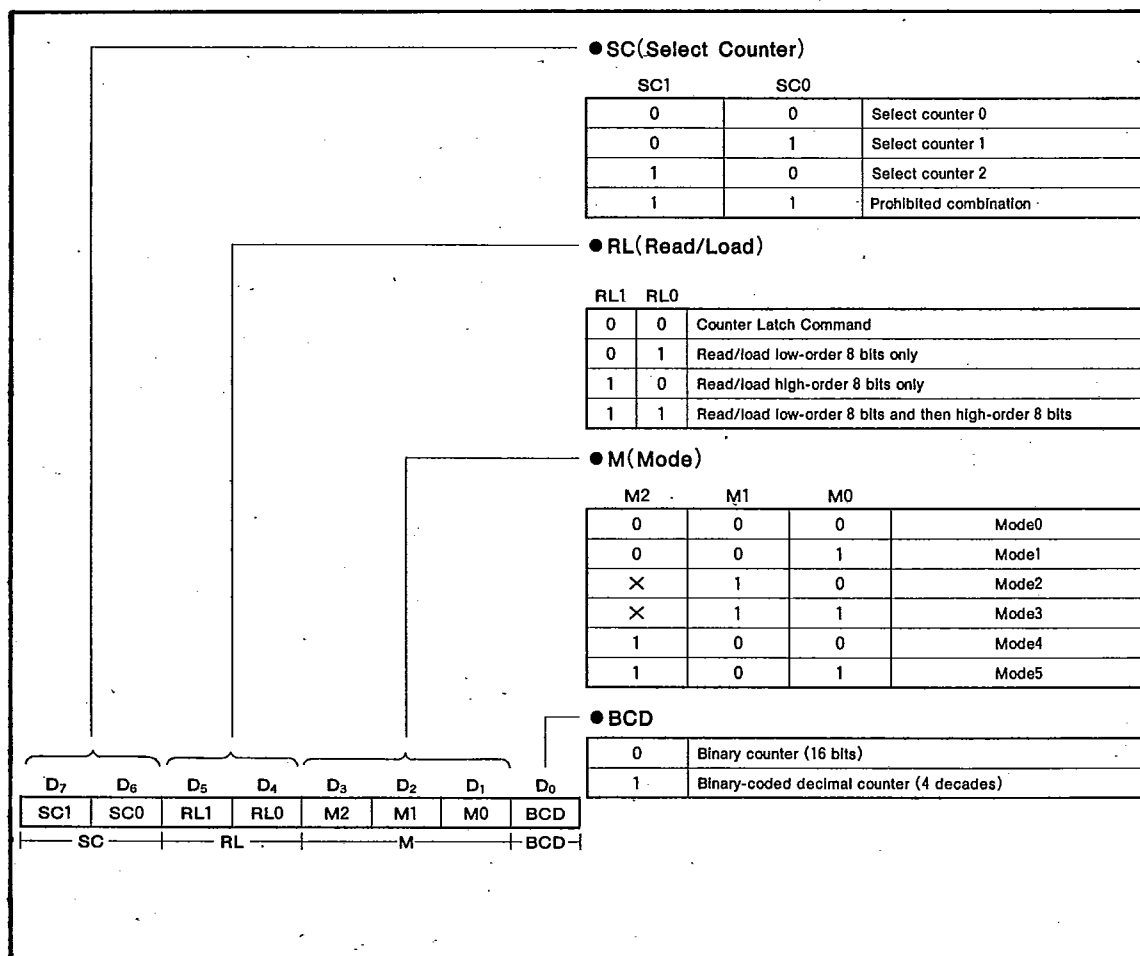 ●SC(Select Counter)
SC1 SC0
0 0 Select counter 0
0 1 Select counter 1
1 0 Select counter 2
1 1 Prohibited combination
●RL(Read/Load)
RL1 RL0
0 0 Counter Latch Command
0 1 Read/load low-order 8 bits only
1 0 Read/load high-order 8 bits only
1 1 Read/load low-order 8 bits and then high-order 8 bits
●M(Mode)
M2 M1 M0
0 0 0 Mode0
0 0 1 Mode1
× 1 0 Mode2
× 1 1 Mode3
1 0 0 Mode4
1 0 1 Mode5
●BCD
0 Binary counter (16 bits)
1 Binary-coded decimal counter (4 decades)
D7 D6 D5 D4 D3 D2 D1 D0
SC1 SC0 RL1 RL0 M2 M1 M0 BCD
SC RL M BCD